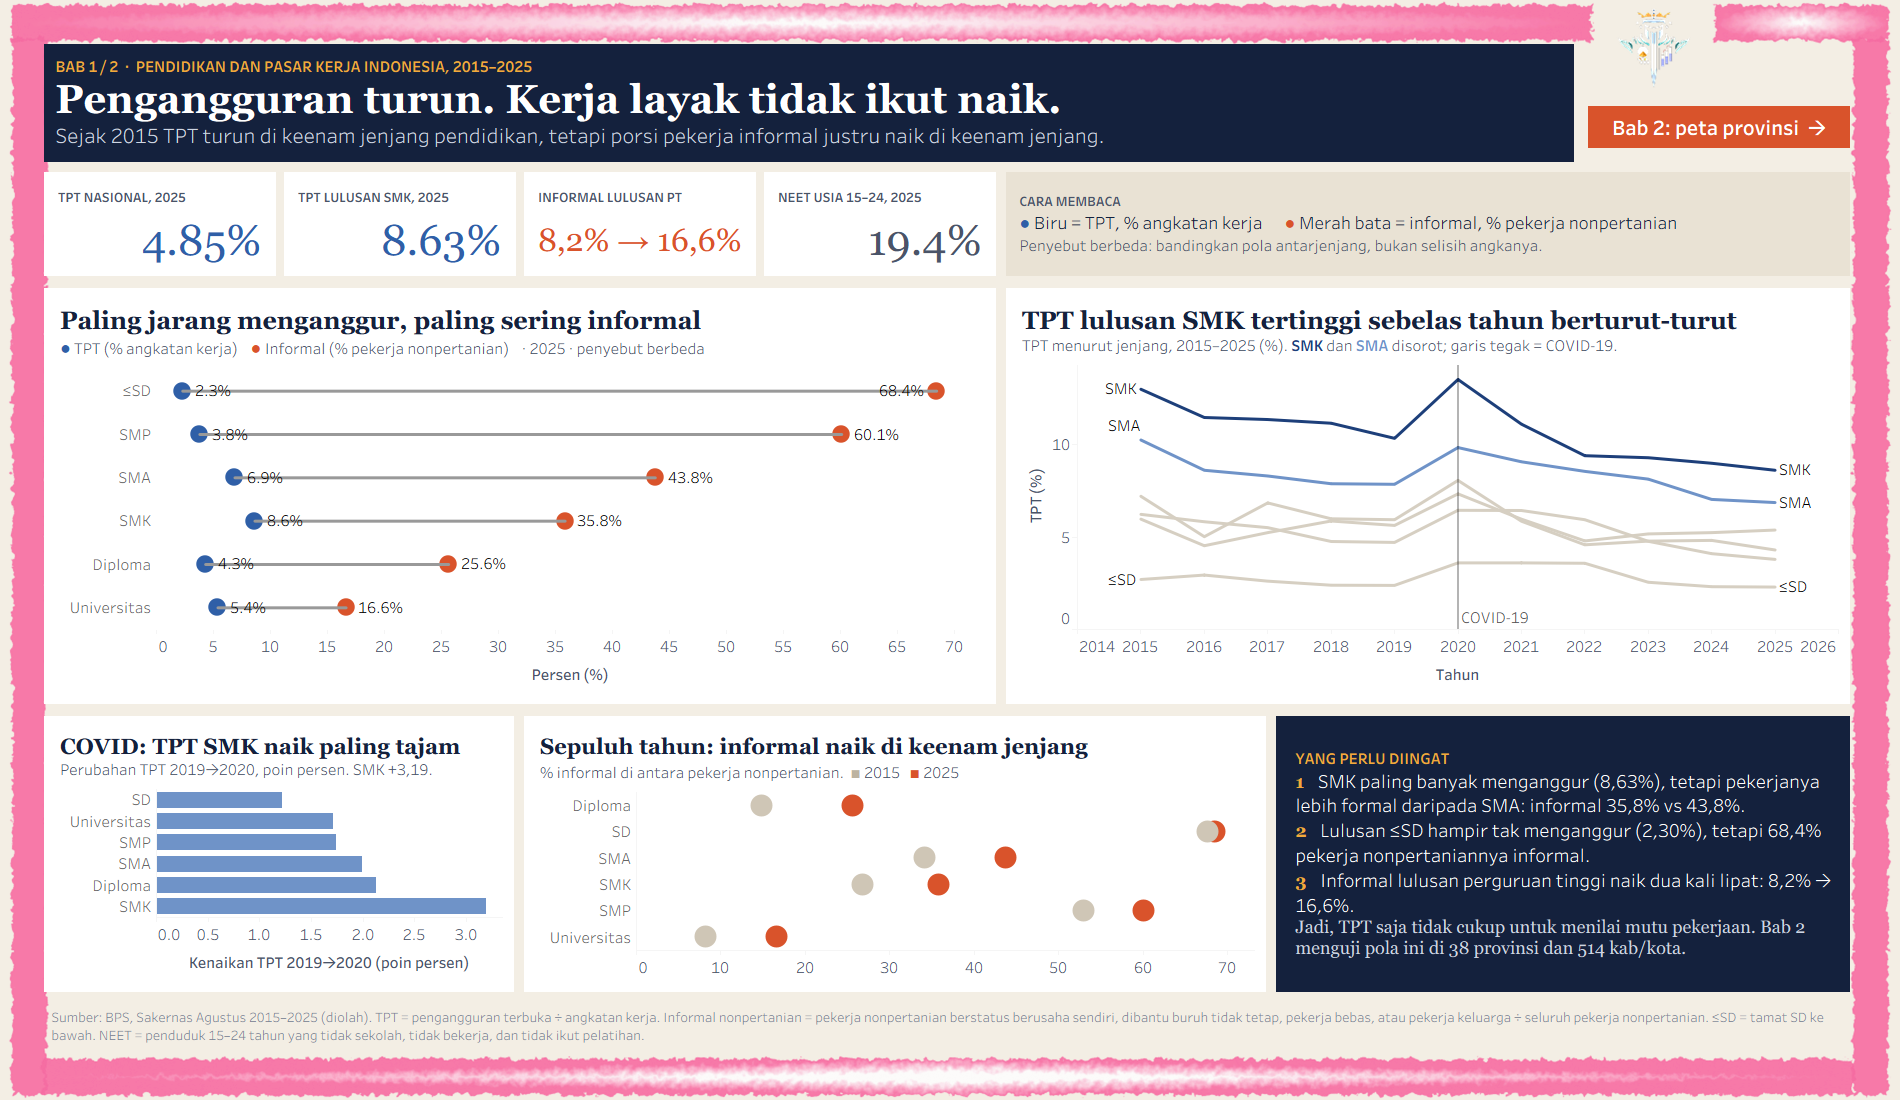 BAB 1 / 2 · PENDIDIKAN DAN PASAR KERJA INDONESIA, 2015–2025
Pengangguran turun. Kerja layak tidak ikut naik.
Sejak 2015 TPT turun di keenam jenjang pendidikan, tetapi porsi pekerja informal justru naik di keenam jenjang.
Bab 2: peta provinsi →
TPT NASIONAL, 2025
4.85%
TPT LULUSAN SMK, 2025
8.63%
INFORMAL LULUSAN PT
8,2% → 16,6%
NEET USIA 15–24, 2025
19.4%
CARA MEMBACA
● Biru = TPT, % angkatan kerja ● Merah bata = informal, % pekerja nonpertanian
Penyebut berbeda: bandingkan pola antarjenjang, bukan selisih angkanya.
Paling jarang menganggur, paling sering informal
● TPT (% angkatan kerja) ● Informal (% pekerja nonpertanian) · 2025 · penyebut berbeda
≤SD 2.3% 68.4%
SMP 3.8% 60.1%
SMA 6.9% 43.8%
SMK 8.6% 35.8%
Diploma 4.3% 25.6%
Universitas 5.4% 16.6%
0 5 10 15 20 25 30 35 40 45 50 55 60 65 70
Persen (%)
TPT lulusan SMK tertinggi sebelas tahun berturut-turut
TPT menurut jenjang, 2015–2025 (%). SMK dan SMA disorot; garis tegak = COVID-19.
SMK
SMA
10
SMK
TPT (%)
SMA
5
≤SD
≤SD
0
COVID-19
2014 2015 2016 2017 2018 2019 2020 2021 2022 2023 2024 2025 2026
Tahun
COVID: TPT SMK naik paling tajam
Perubahan TPT 2019→2020, poin persen. SMK +3,19.
SD
Universitas
SMP
SMA
Diploma
SMK
0.0 0.5 1.0 1.5 2.0 2.5 3.0
Kenaikan TPT 2019→2020 (poin persen)
Sepuluh tahun: informal naik di keenam jenjang
% informal di antara pekerja nonpertanian. ■ 2015 ■ 2025
Diploma
SD
SMA
SMK
SMP
Universitas
0 10 20 30 40 50 60 70
YANG PERLU DIINGAT
1 SMK paling banyak menganggur (8,63%), tetapi pekerjanya
lebih formal daripada SMA: informal 35,8% vs 43,8%.
2 Lulusan ≤SD hampir tak menganggur (2,30%), tetapi 68,4%
pekerja nonpertaniannya informal.
3 Informal lulusan perguruan tinggi naik dua kali lipat: 8,2% →
16,6%.
Jadi, TPT saja tidak cukup untuk menilai mutu pekerjaan. Bab 2
menguji pola ini di 38 provinsi dan 514 kab/kota.
Sumber: BPS, Sakernas Agustus 2015–2025 (diolah). TPT = pengangguran terbuka ÷ angkatan kerja. Informal nonpertanian = pekerja nonpertanian berstatus berusaha sendiri, dibantu buruh tidak tetap, pekerja bebas, atau pekerja keluarga ÷ seluruh pekerja nonpertanian. ≤SD = tamat SD ke
bawah. NEET = penduduk 15–24 tahun yang tidak sekolah, tidak bekerja, dan tidak ikut pelatihan.